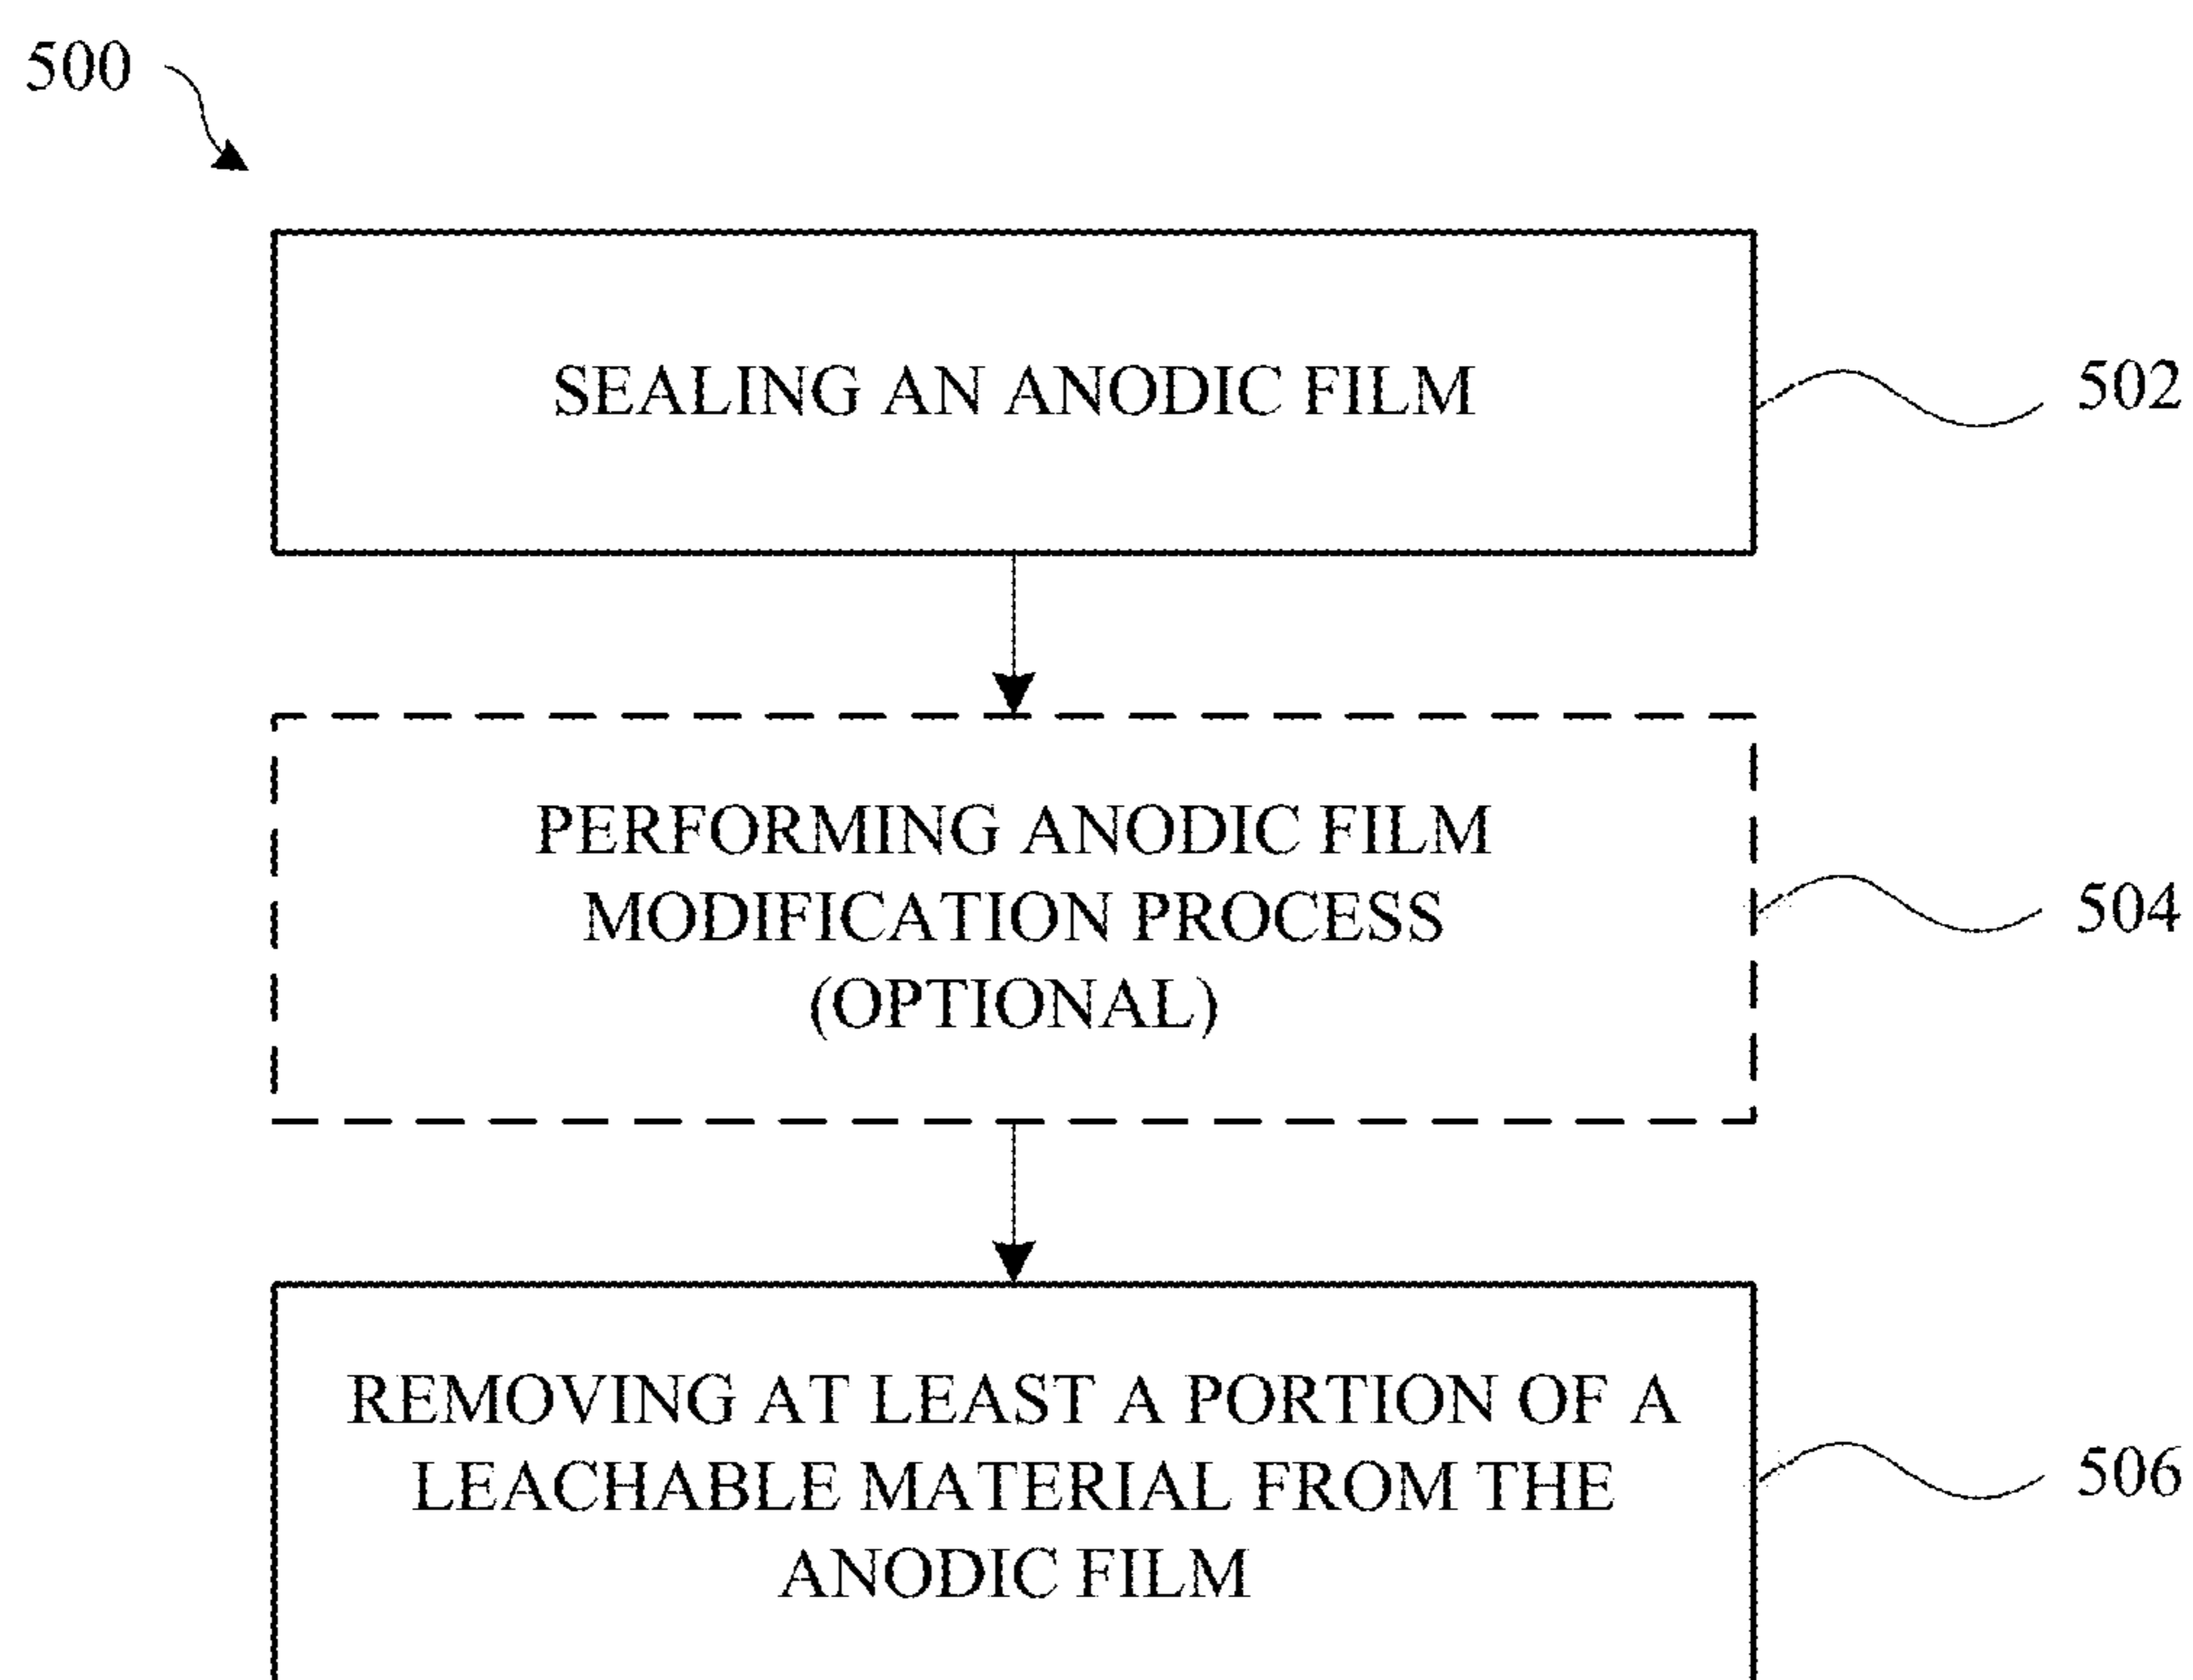 500
SEALING AN ANODIC FILM
502
PERFORMING ANODIC FILM
MODIFICATION PROCESS
(OPTIONAL)
504
REMOVING AT LEAST A PORTION OF A
LEACHABLE MATERIAL FROM THE
ANODIC FILM
506